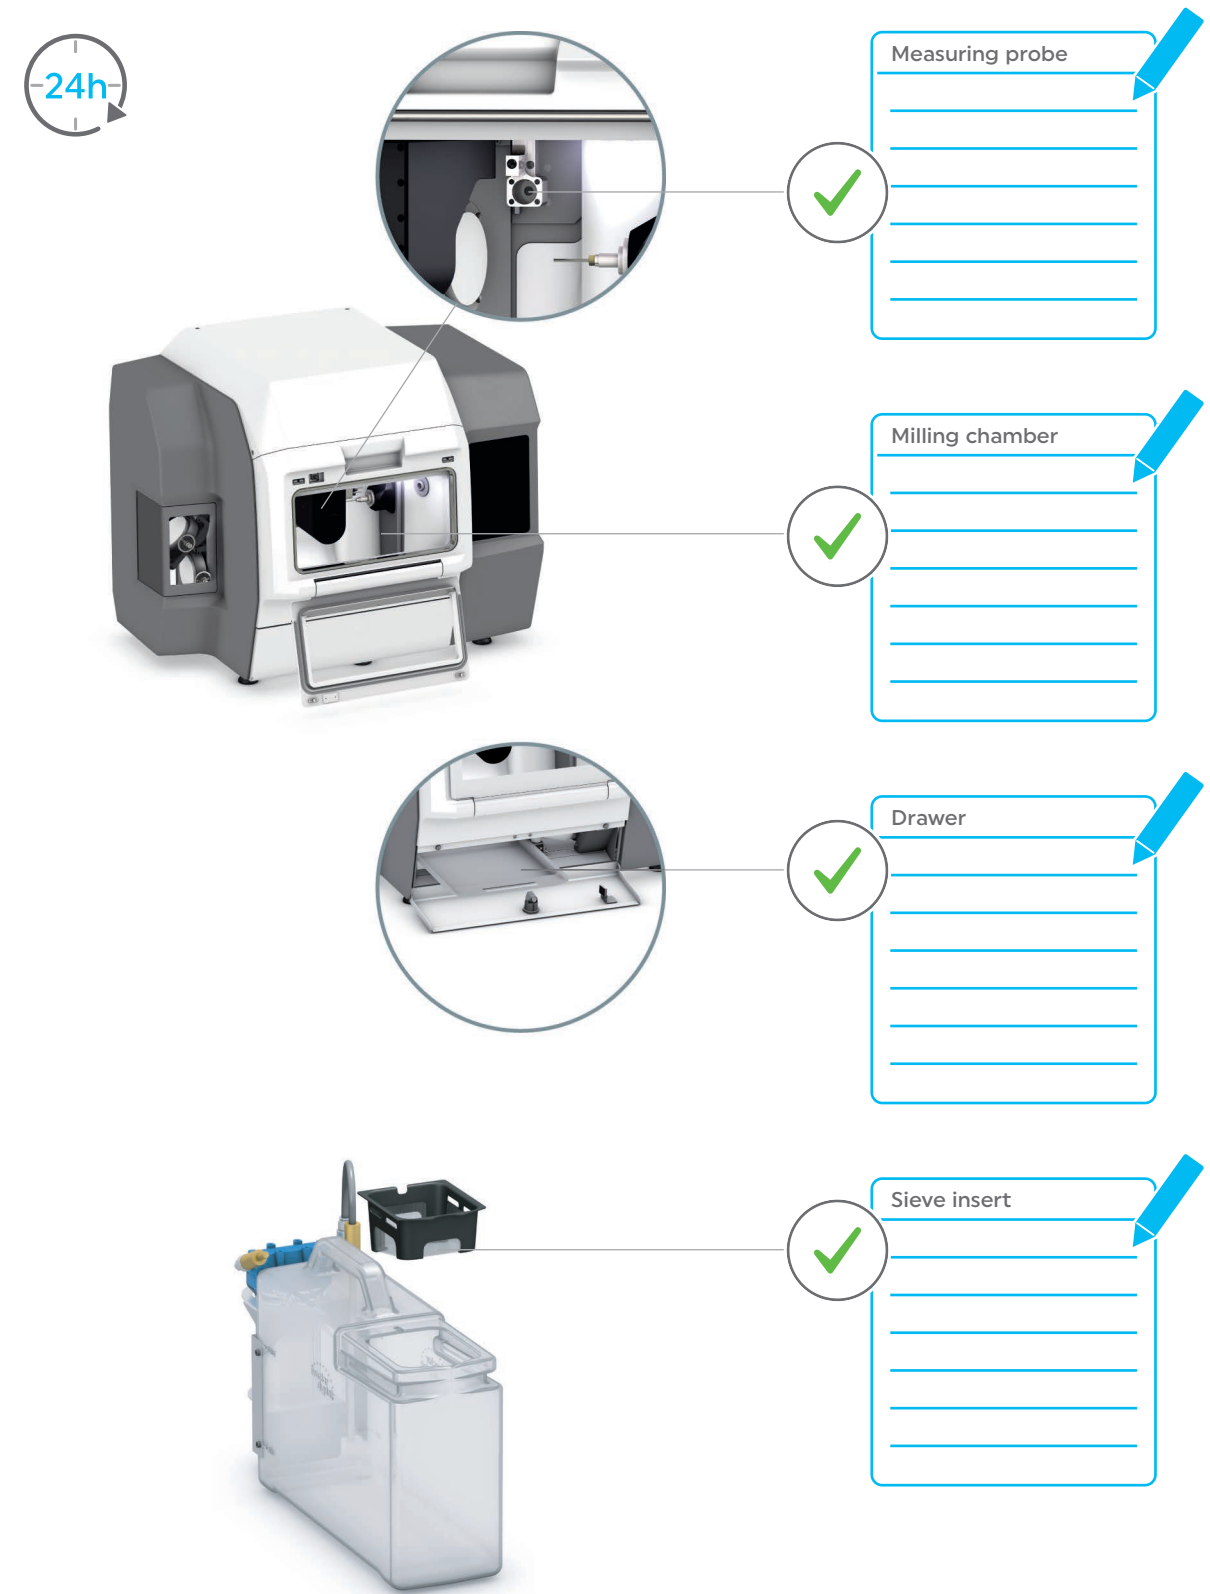 24h
Measuring probe
Milling chamber
Drawer
Sieve insert